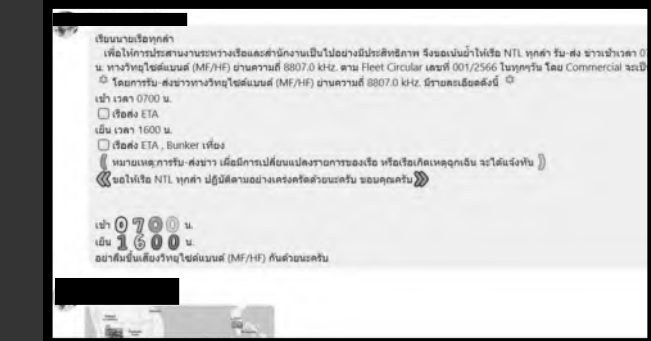 เรียนนายเรือทุกลำ
เพื่อให้การประสานงานระหว่างเรือและสำนักงานเป็นไปอย่างมีประสิทธิภาพ จึงขอเน้นย้ำให้เรือ NTL ทุกลำ รับ-ส่ง ข่าวเช้าเวลา 0
น. ทางวิทยุไซด์แบนด์ (MF/HF) ย่านความถี่ 8807.0 kHz. ตาม Fleet Circular เลขที่ 001/2566 ในทุกๆวัน โดย Commercial จะเป็
โดยการรับ-ส่งข่าวทางวิทยุไซด์แบนด์ (MF/HF) ย่านความถี่ 8807.0 kHz. มีรายละเอียดดังนี้
เช้า เวลา 0700 น.
เรือส่ง ETA
เย็น เวลา 1600 น.
เรือส่ง ETA , Bunker เที่ยง
( หมายเหตุ:การรับ-ส่งข่าว เผื่อมีการเปลี่ยนแปลงรายการของเรือ หรือเรือเกิดเหตุฉุกเฉิน จะได้แจ้งทัน )
《ขอให้เรือ NTL ทุกลำ ปฏิบัติตามอย่างเคร่งครัดด้วยนะครับ ขอบคุณครับ》
เช้า 0700 น.
เย็น 1600 น.
อย่าลืมขึ้นเสียงวิทยุไซด์แบนด์ (MF/HF) กันด้วยนะครับ